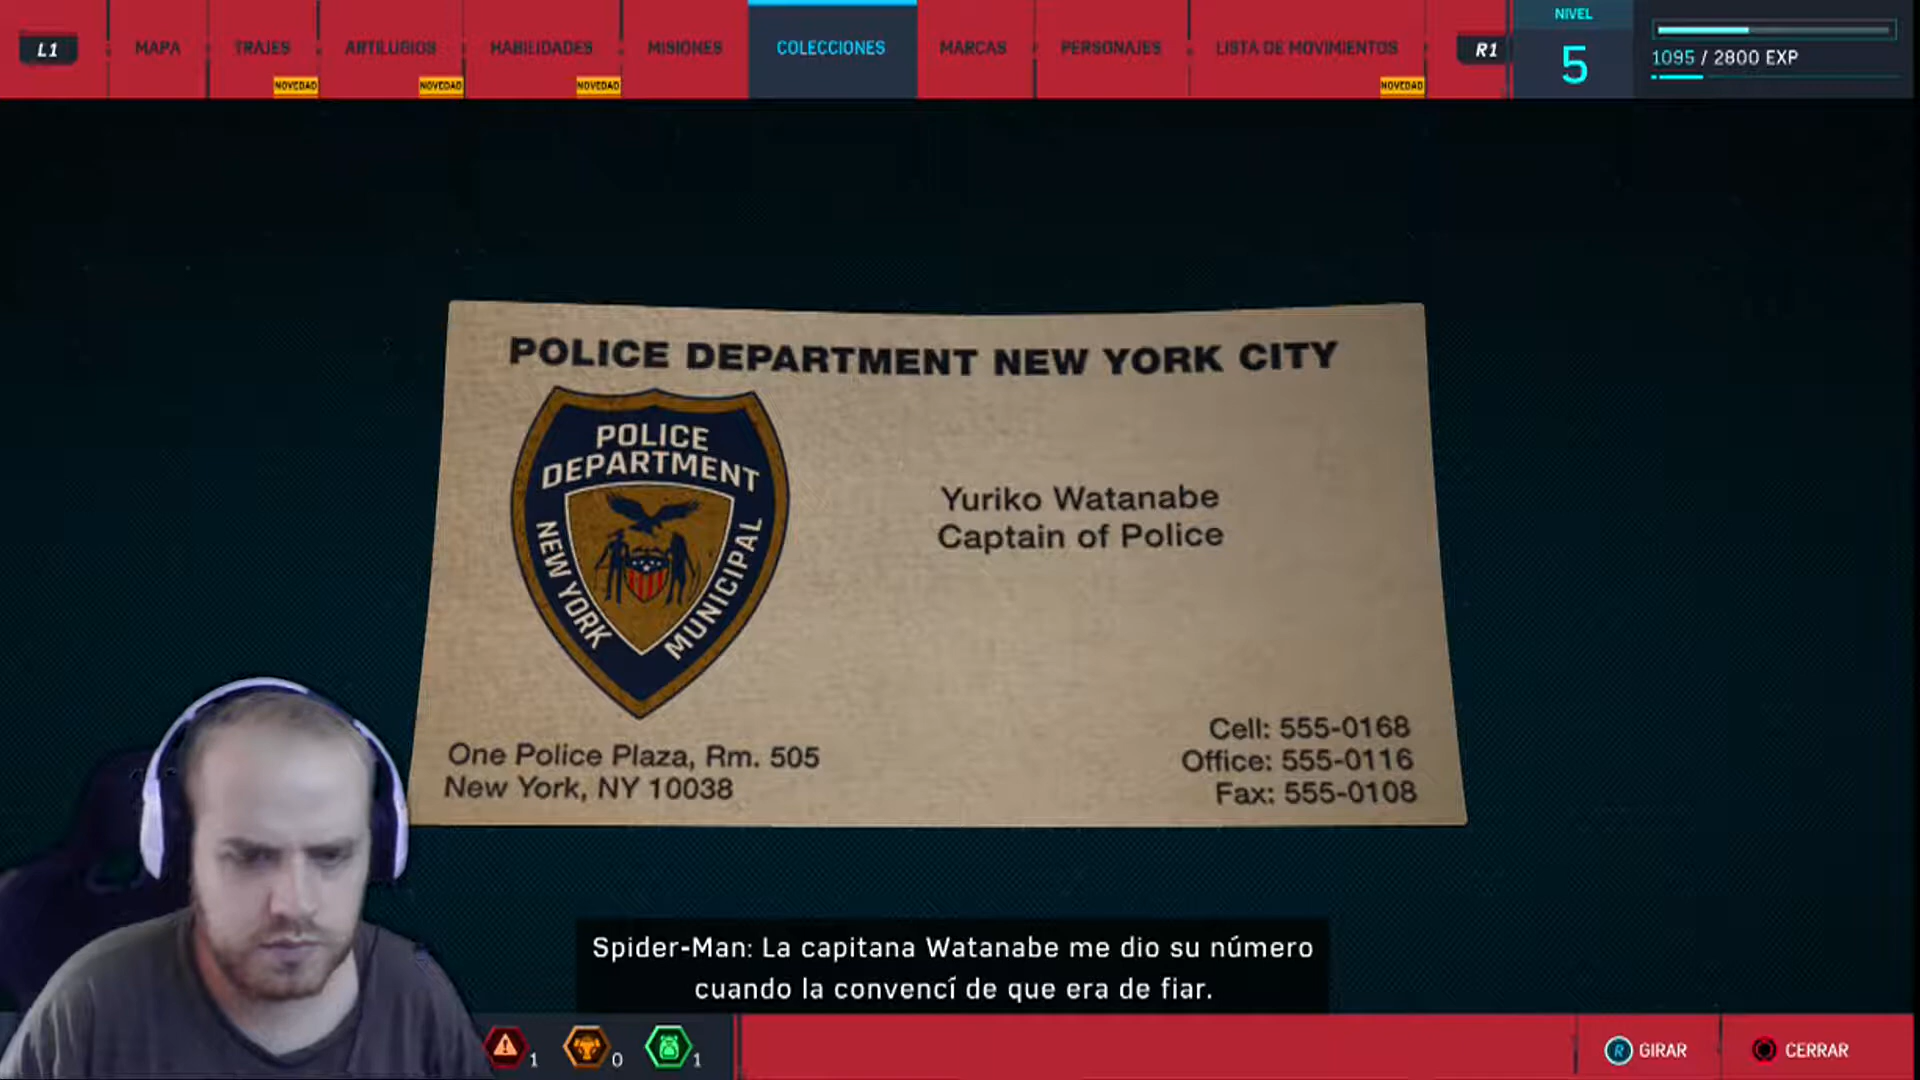 L1
MAPA
TRAJES
NOVEDAD
ARTILUGIOS
NOVEDAD
HABILIDADES
NOVEDAD
MISIONES
COLECCIONES
MARCAS
PERSONAJES
LISTA DE MOVIMIENTOS
NOVEDAD
R1
NIVEL
5
1095 / 2800 EXP
POLICE DEPARTMENT NEW YORK CITY
POLICE
DEPARTMENT
NEW YORK
MUNICIPAL
Yuriko Watanabe
Captain of Police
One Police Plaza, Rm. 505
New York, NY 10038
Cell: 555-0168
Office: 555-0116
Fax: 555-0108
Spider-Man: La capitana Watanabe me dio su número
cuando la convencí de que era de fiar.
1
0
1
R GIRAR
CERRAR